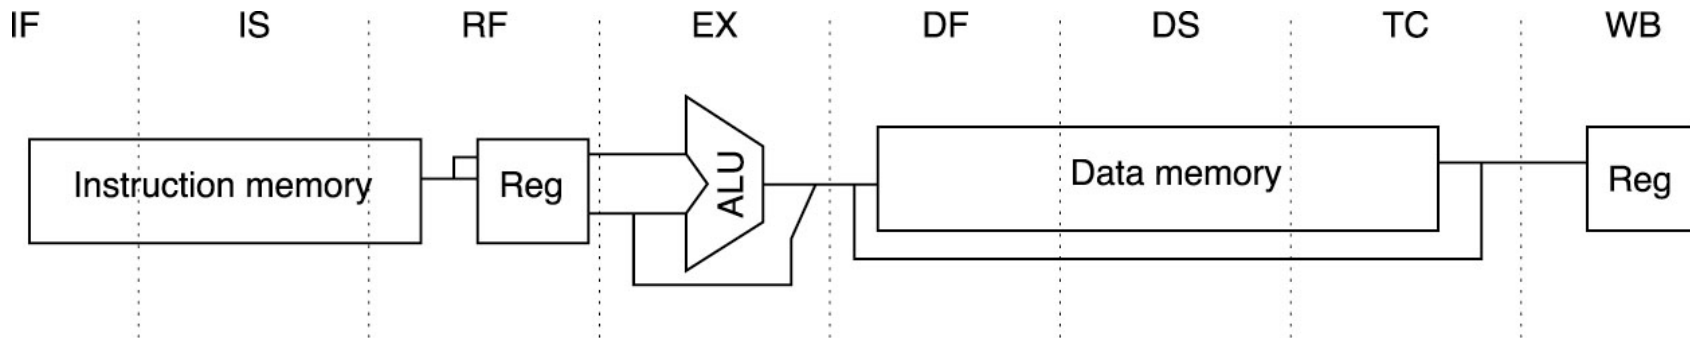 IF IS RF EX DF DS TC WB
Instruction memory Reg ALU Data memory Reg